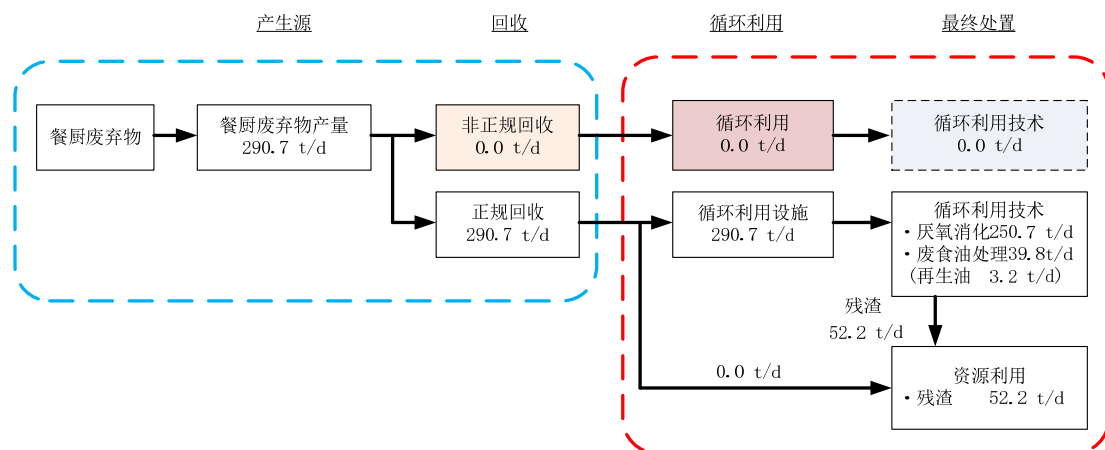 产生源
回收
循环利用
最终处置
餐厨废弃物
餐厨废弃物产量
290.7 t/d
非正规回收
0.0 t/d
循环利用
0.0 t/d
循环利用技术
0.0 t/d
正规回收
290.7 t/d
循环利用设施
290.7 t/d
循环利用技术
·厌氧消化250.7 t/d
·废食油处理39.8t/d
(再生油 3.2 t/d)
残渣
52.2 t/d
0.0 t/d
资源利用
·残渣 52.2 t/d